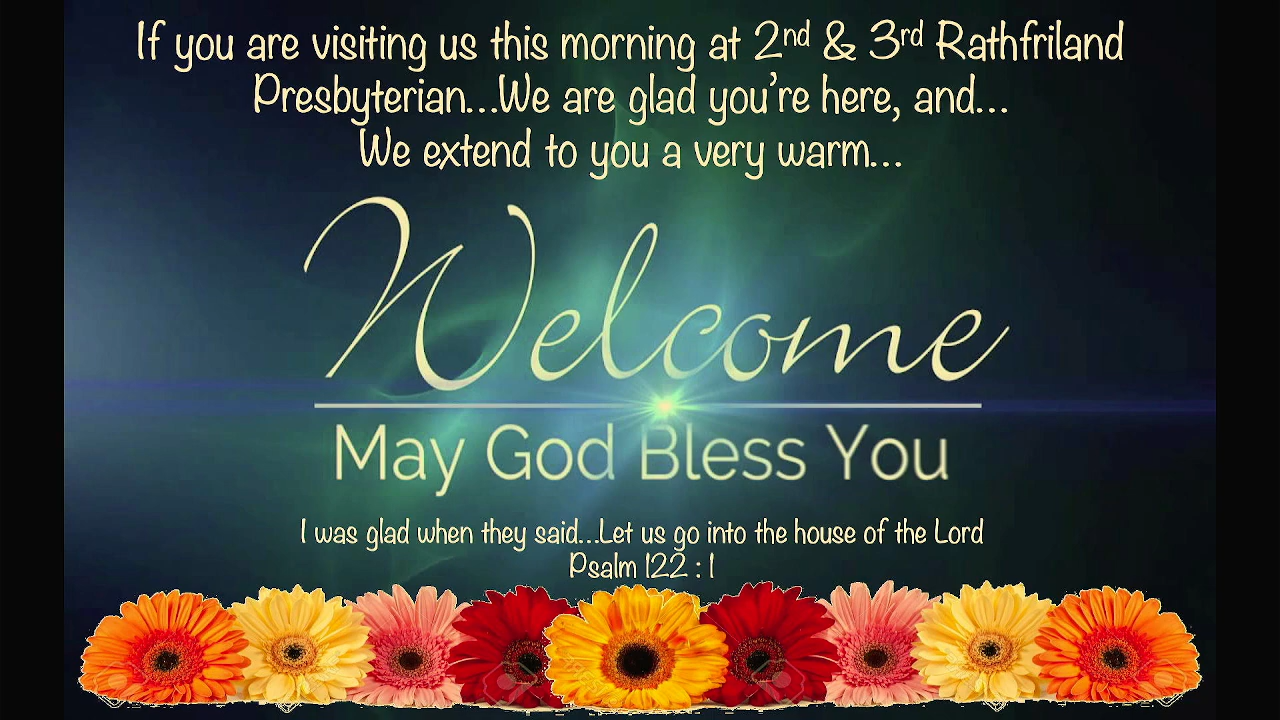 If you are visiting us this morning at 2nd & 3rd Rathfriland
Presbyterian...We are glad you're here, and...
We extend to you a very warm...
Welcome
May God Bless You
I was glad when they said...Let us go into the house of the Lord
Psalm 122 : 1